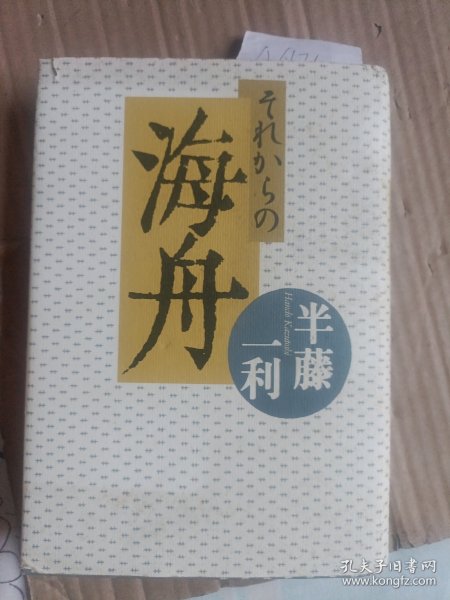 それからの
海舟
半藤
一利
Hando Kazutoshi
孔夫子旧书网
www.kongfz.com